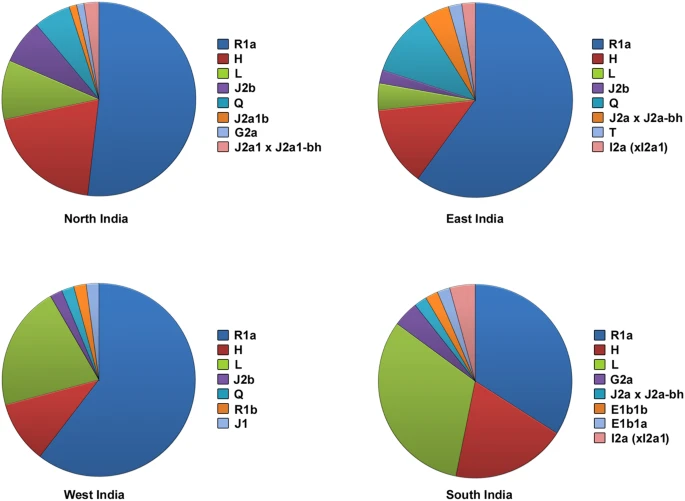 R1a
H
L
J2b
Q
J2a1b
G2a
J2a1 x J2a1-bh
North India
R1a
H
L
J2b
Q
J2a x J2a-bh
T
I2a (xI2a1)
East India
R1a
H
L
J2b
Q
R1b
J1
West India
R1a
H
L
G2a
J2a x J2a-bh
E1b1b
E1b1a
I2a (xI2a1)
South India